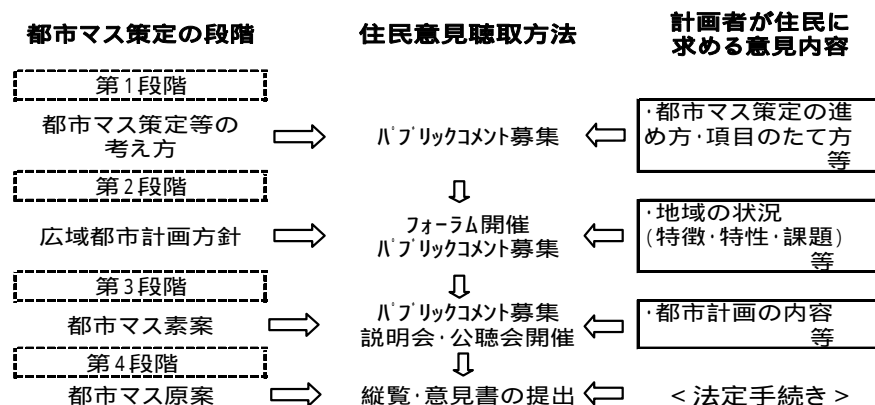 都市マス策定の段階
住民意見聴取方法
計画者が住民に
求める意見内容
第1段階
都市マス策定等の
考え方
ﾊﾟﾌﾞﾘｯｸｺﾒﾝﾄ募集
･都市マス策定の進
め方･項目のたて方
等
第2段階
広域都市計画方針
ﾌｫｰﾗﾑ開催
ﾊﾟﾌﾞﾘｯｸｺﾒﾝﾄ募集
･地域の状況
(特徴･特性･課題)
等
第3段階
都市マス素案
ﾊﾟﾌﾞﾘｯｸｺﾒﾝﾄ募集
説明会･公聴会開催
･都市計画の内容
等
第4段階
都市マス原案
縦覧･意見書の提出
＜法定手続き＞